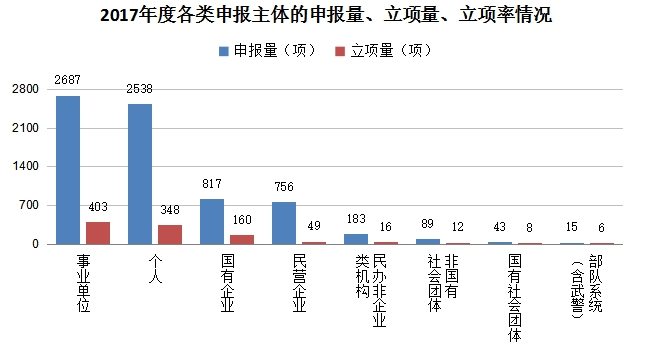 2017年度各类申报主体的申报量、立项量、立项率情况
申报量（项）
立项量（项）
2800
2100
1400
700
0
2687
403
2538
348
817
160
756
49
183
16
89
12
43
8
15
6
事业单位
个人
国有企业
民营企业
民办非企业
类机构
非国有
社会团体
国有社会团体
部队系统
（含武警）